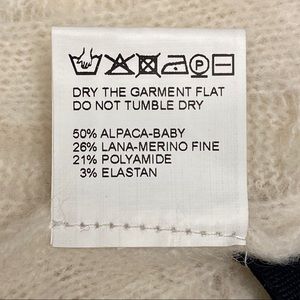 DRY THE GARMENT FLAT
DO NOT TUMBLE DRY
50% ALPACA-BABY
26% LANA-MERINO FINE
21% POLYAMIDE
3% ELASTAN